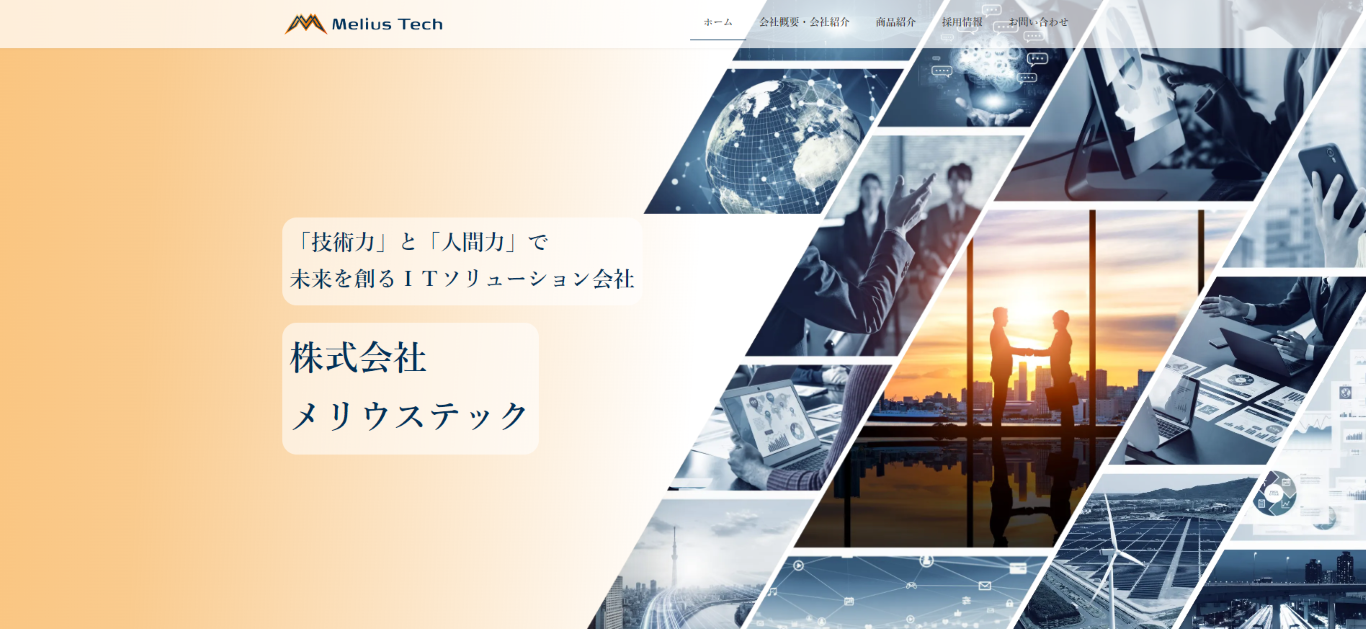 Melius Tech
ホーム
会社概要・会社紹介
商品紹介
採用情報
お問い合わせ
「技術力」と「人間力」で
未来を創るＩＴソリューション会社
株式会社
メリウステック